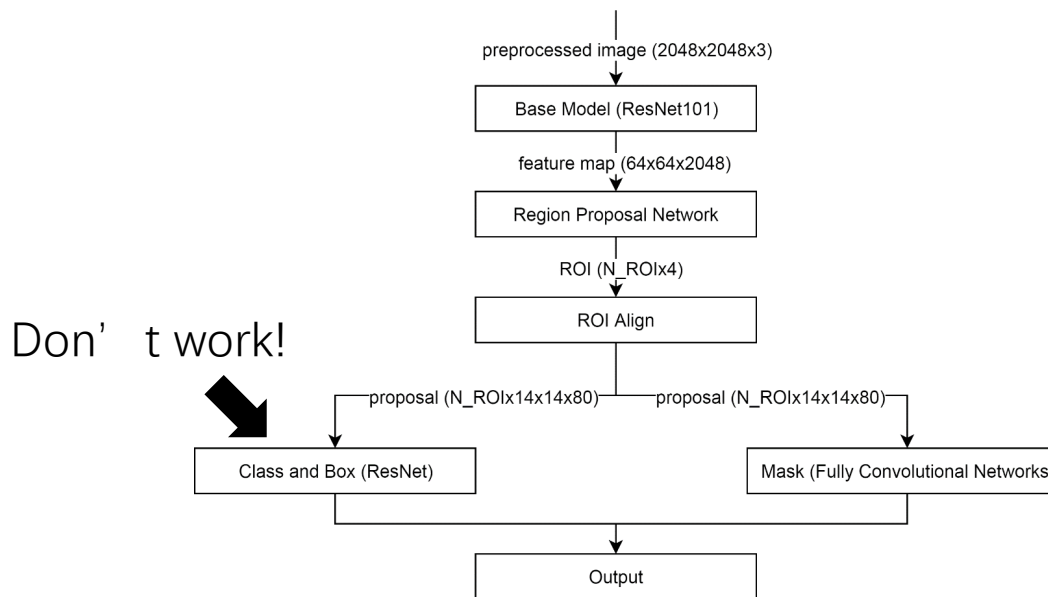 preprocessed image (2048x2048x3)
Base Model (ResNet101)
feature map (64x64x2048)
Region Proposal Network
ROI (N_ROIx4)
ROI Align
Don’ t work!
proposal (N_ROIx14x14x80)
proposal (N_ROIx14x14x80)
Class and Box (ResNet)
Mask (Fully Convolutional Networks
Output